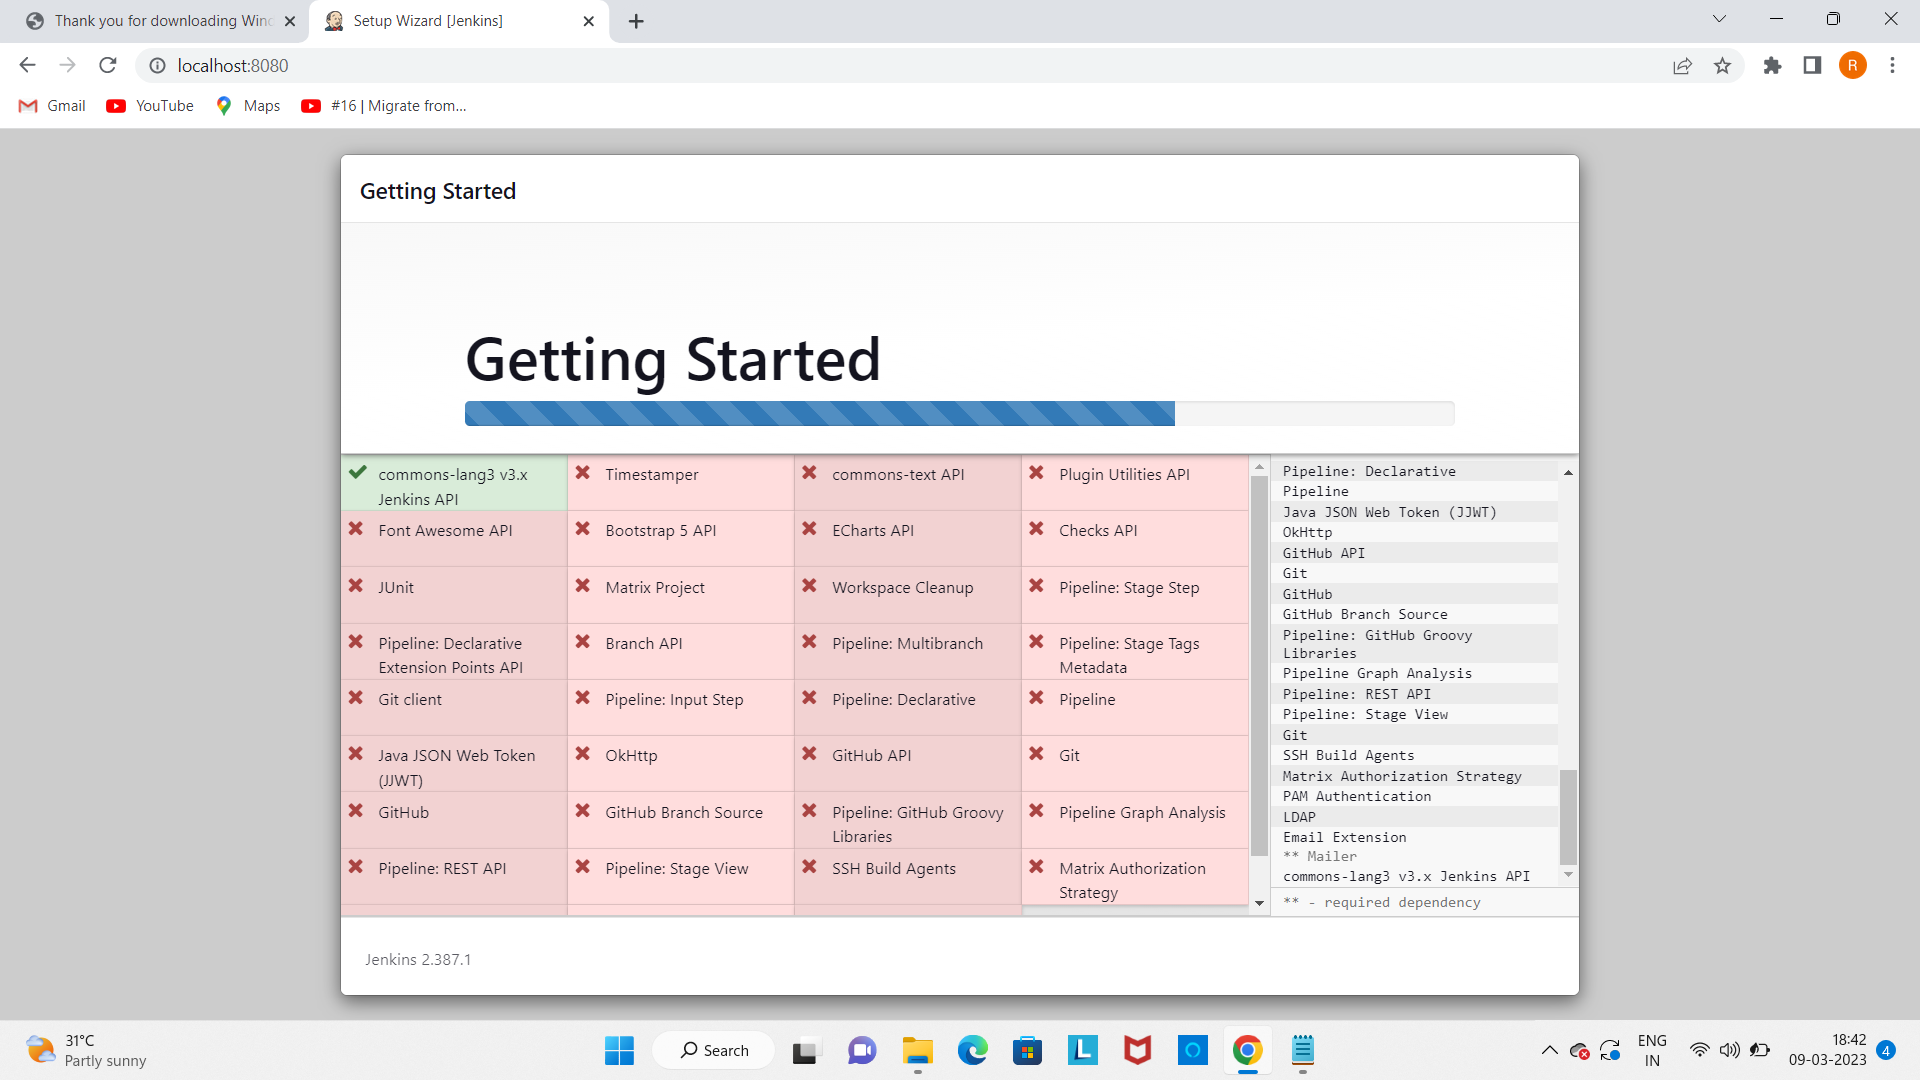 Thank you for downloading Winc
Setup Wizard [Jenkins]
localhost:8080
R
Gmail
YouTube
Maps
#16 | Migrate from...
Getting Started
Getting Started
commons-lang3 v3.x
Jenkins API
Timestamper
commons-text API
Plugin Utilities API
Font Awesome API
Bootstrap 5 API
ECharts API
Checks API
JUnit
Matrix Project
Workspace Cleanup
Pipeline: Stage Step
Pipeline: Declarative
Extension Points API
Branch API
Pipeline: Multibranch
Pipeline: Stage Tags
Metadata
Git client
Pipeline: Input Step
Pipeline: Declarative
Pipeline
Java JSON Web Token
(JJWT)
OkHttp
GitHub API
Git
GitHub
GitHub Branch Source
Pipeline: GitHub Groovy
Libraries
Pipeline Graph Analysis
Pipeline: REST API
Pipeline: Stage View
SSH Build Agents
Matrix Authorization
Strategy
Pipeline: Declarative
Pipeline
Java JSON Web Token (JJWT)
OkHttp
GitHub API
Git
GitHub
GitHub Branch Source
Pipeline: GitHub Groovy
Libraries
Pipeline Graph Analysis
Pipeline: REST API
Pipeline: Stage View
Git
SSH Build Agents
Matrix Authorization Strategy
PAM Authentication
LDAP
Email Extension
** Mailer
commons-lang3 v3.x Jenkins API
** - required dependency
Jenkins 2.387.1
31°C
Partly sunny
Search
L
ENG
IN
18:42
09-03-2023
4